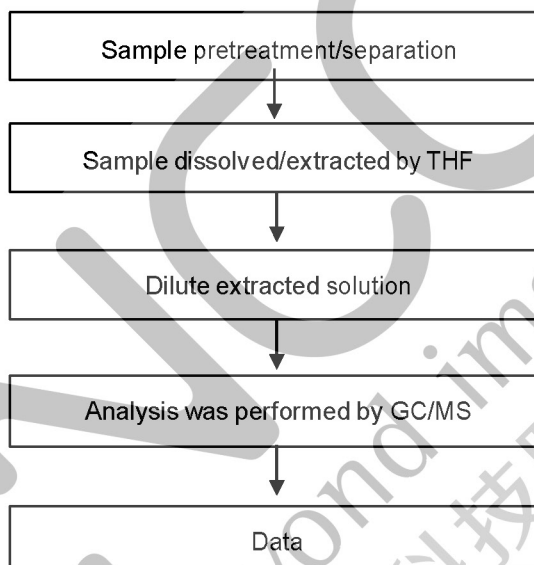 Sample pretreatment/separation
Sample dissolved/extracted by THF
Dilute extracted solution
Analysis was performed by GC/MS
Data